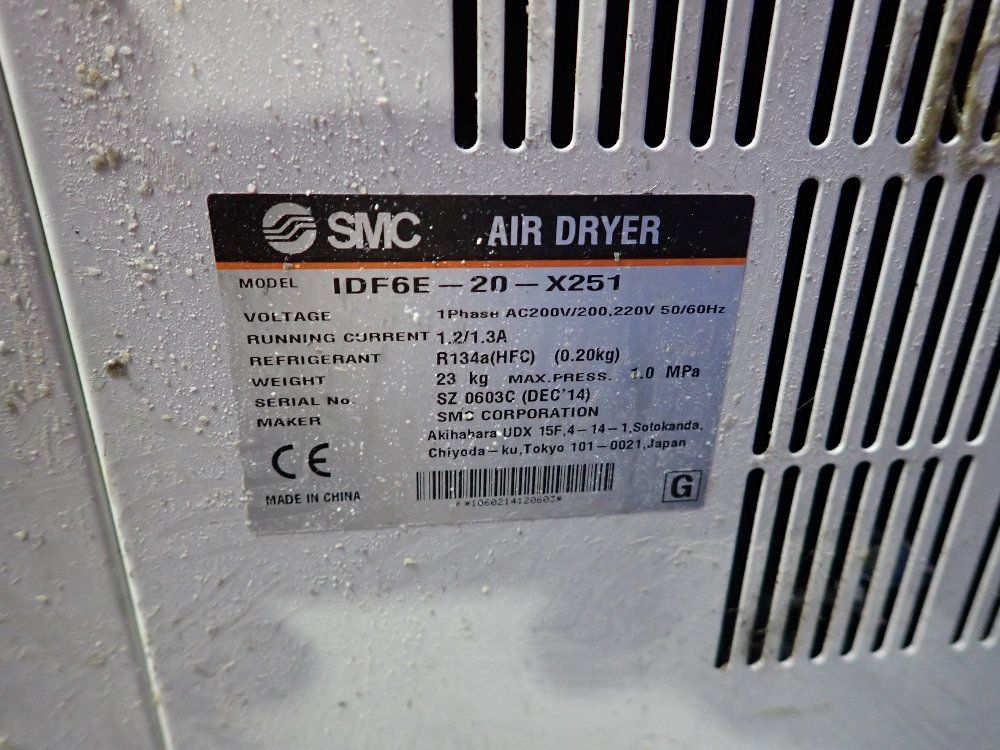 SMC AIR DRYER
MODEL IDF6E-20-X251
VOLTAGE 1Phase AC200V/200,220V 50/60Hz
RUNNING CURRENT 1.2/1.3A
REFRIGERANT R134a(HFC) (0.20kg)
WEIGHT 23 kg MAX.PRESS. 1.0 MPa
SERIAL No. SZ 0603C (DEC'14)
MAKER SMC CORPORATION
Akihabara UDX 15F,4-14-1,Sotokanda,
Chiyoda-ku,Tokyo 101-0021,Japan
CE
MADE IN CHINA
*1060214120603*
G